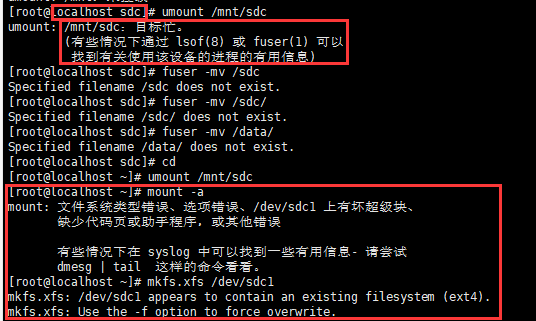 [root@localhost sdc]# umount /mnt/sdc
umount: /mnt/sdc：目标忙。
(有些情况下通过 lsof(8) 或 fuser(1) 可以
找到有关使用该设备的进程的有用信息)
[root@localhost sdc]# fuser -mv /sdc
Specified filename /sdc does not exist.
[root@localhost sdc]# fuser -mv /sdc/
Specified filename /sdc/ does not exist.
[root@localhost sdc]# fuser -mv /data/
Specified filename /data/ does not exist.
[root@localhost sdc]# cd
[root@localhost ~]# umount /mnt/sdc
[root@localhost ~]# mount -a
mount: 文件系统类型错误、选项错误、/dev/sdc1 上有坏超级块、
缺少代码页或助手程序，或其他错误
有些情况下在 syslog 中可以找到一些有用信息- 请尝试
dmesg | tail 这样的命令看看。
[root@localhost ~]# mkfs.xfs /dev/sdc1
mkfs.xfs: /dev/sdc1 appears to contain an existing filesystem (ext4).
mkfs.xfs: Use the -f option to force overwrite.